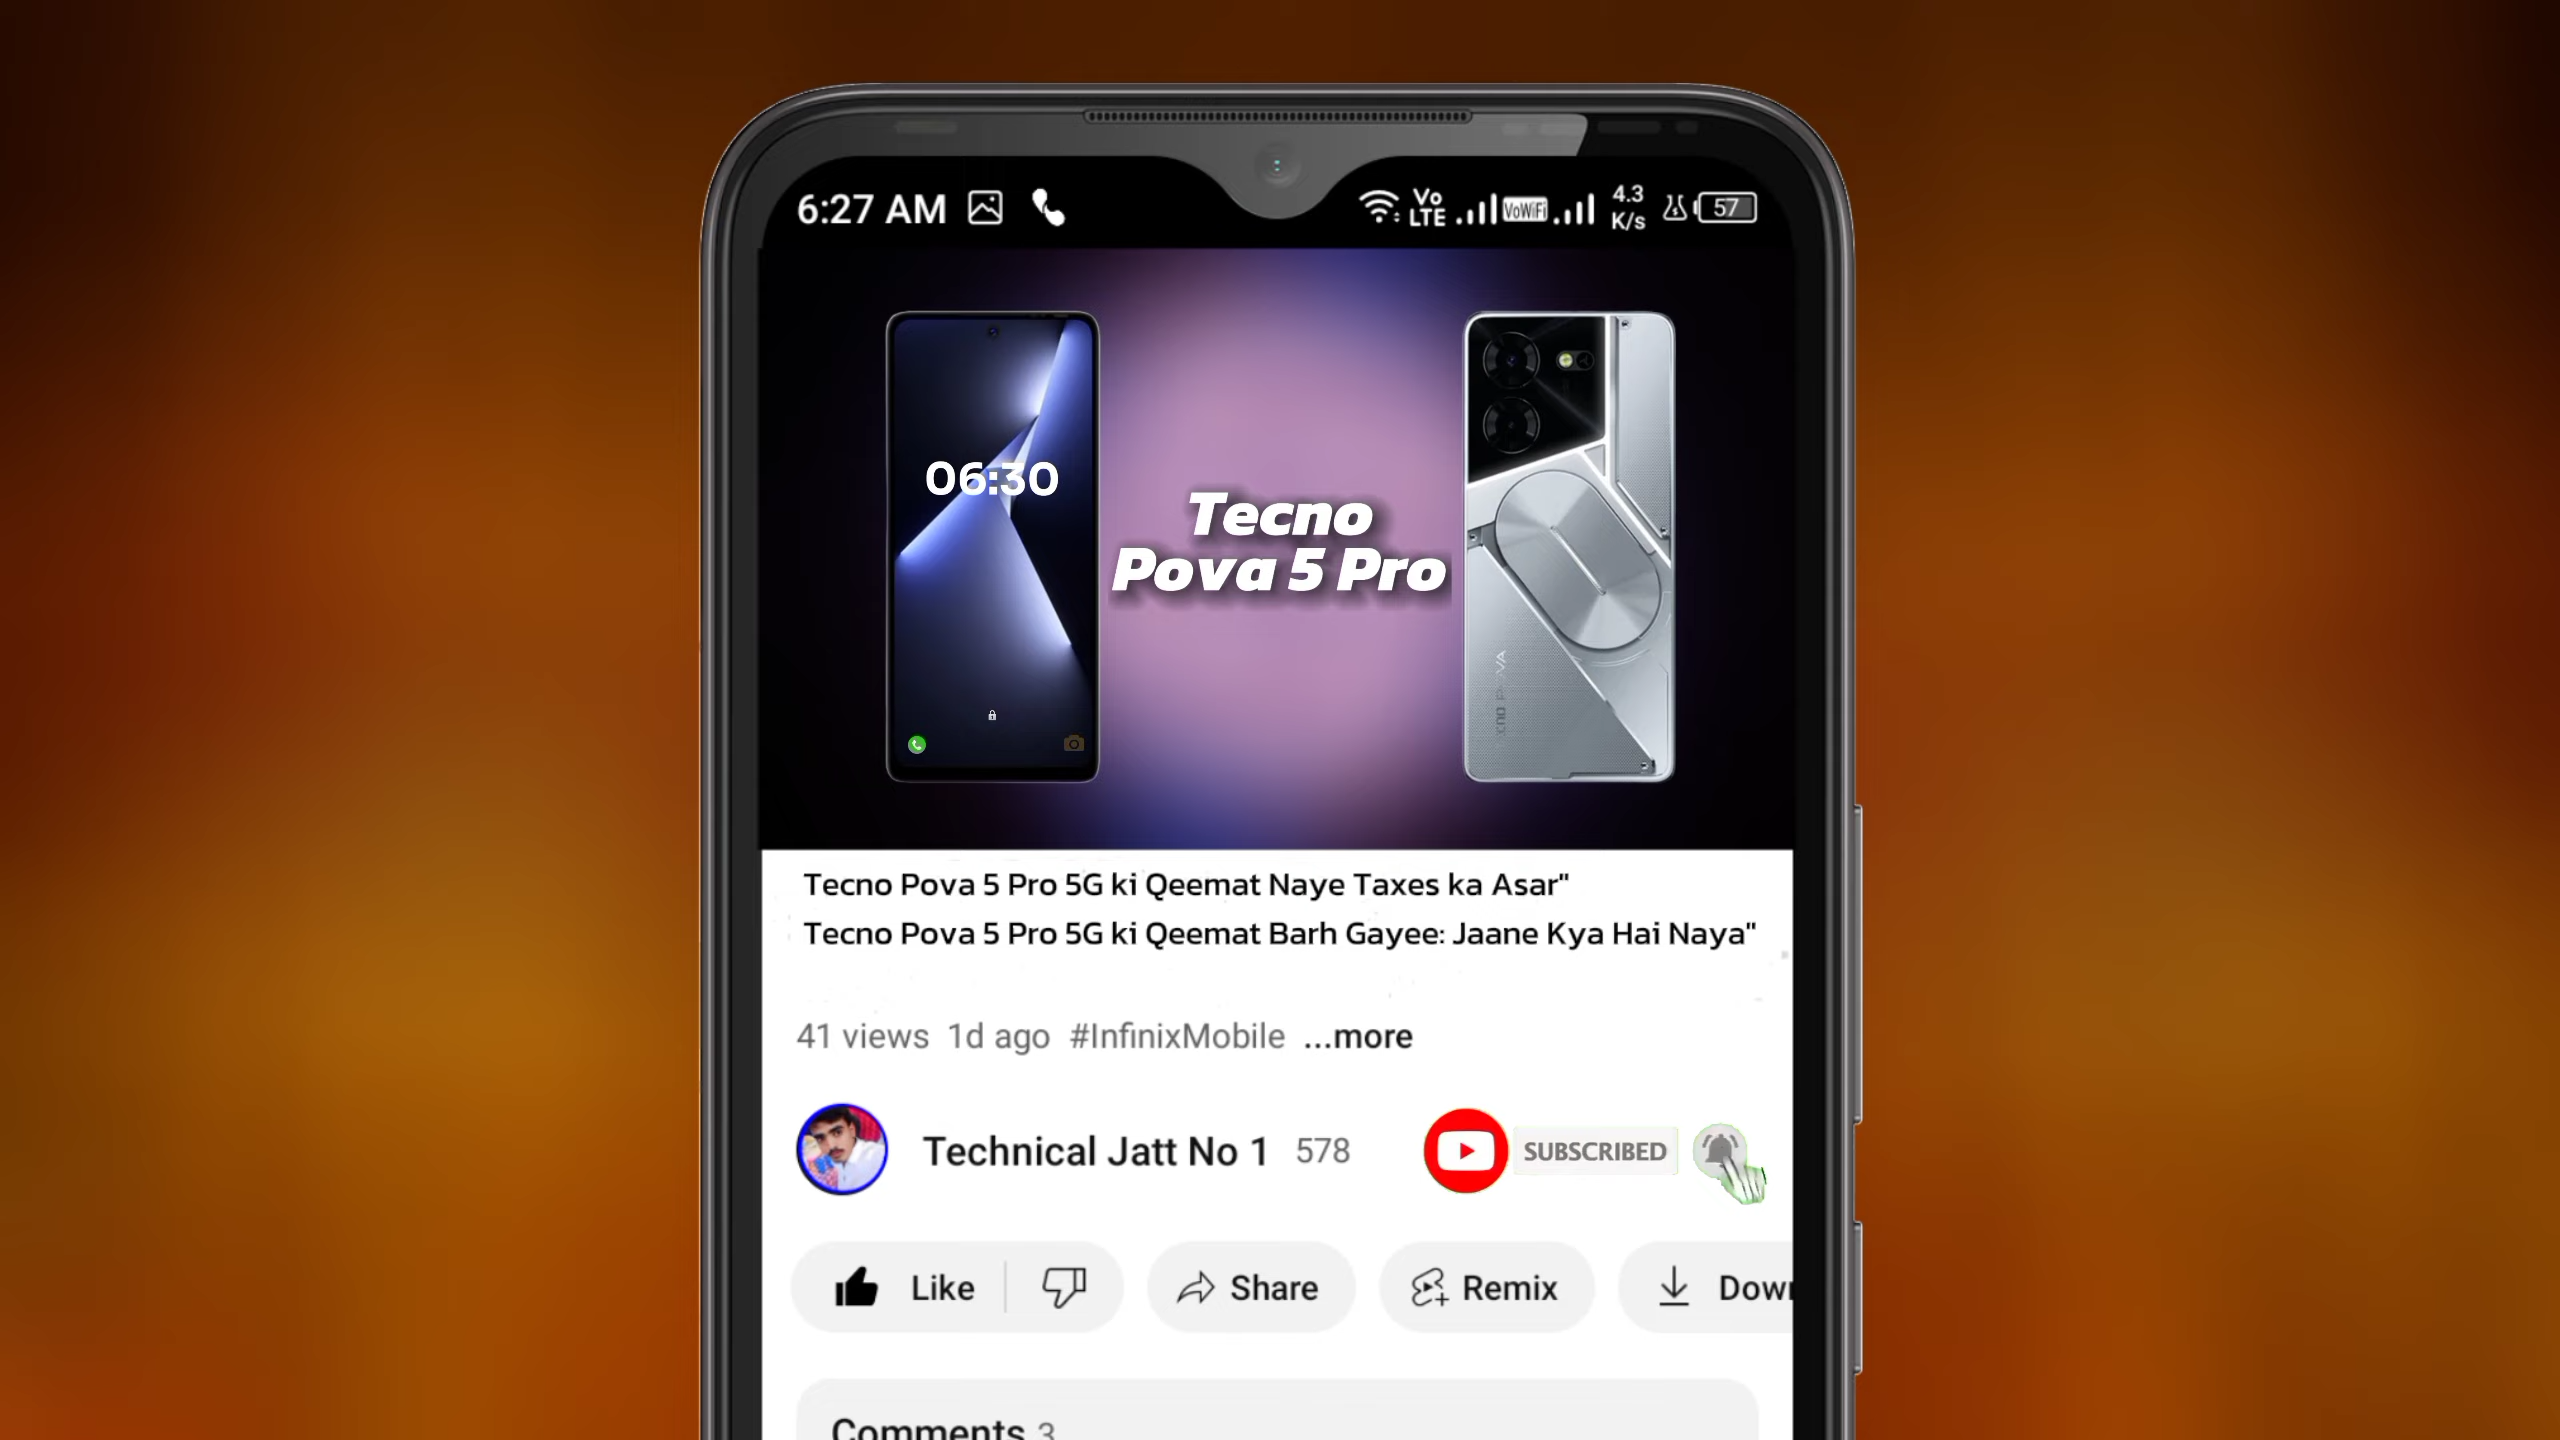 6:27 AM Vo LTE VoWiFi 4.3 K/s 57
06:30
Tecno
Pova 5 Pro
Tecno Pova 5 Pro 5G ki Qeemat Naye Taxes ka Asar"
Tecno Pova 5 Pro 5G ki Qeemat Barh Gayee: Jaane Kya Hai Naya"
41 views 1d ago #InfinixMobile ...more
Technical Jatt No 1 578 SUBSCRIBED
Like Share Remix Down
Comments 3